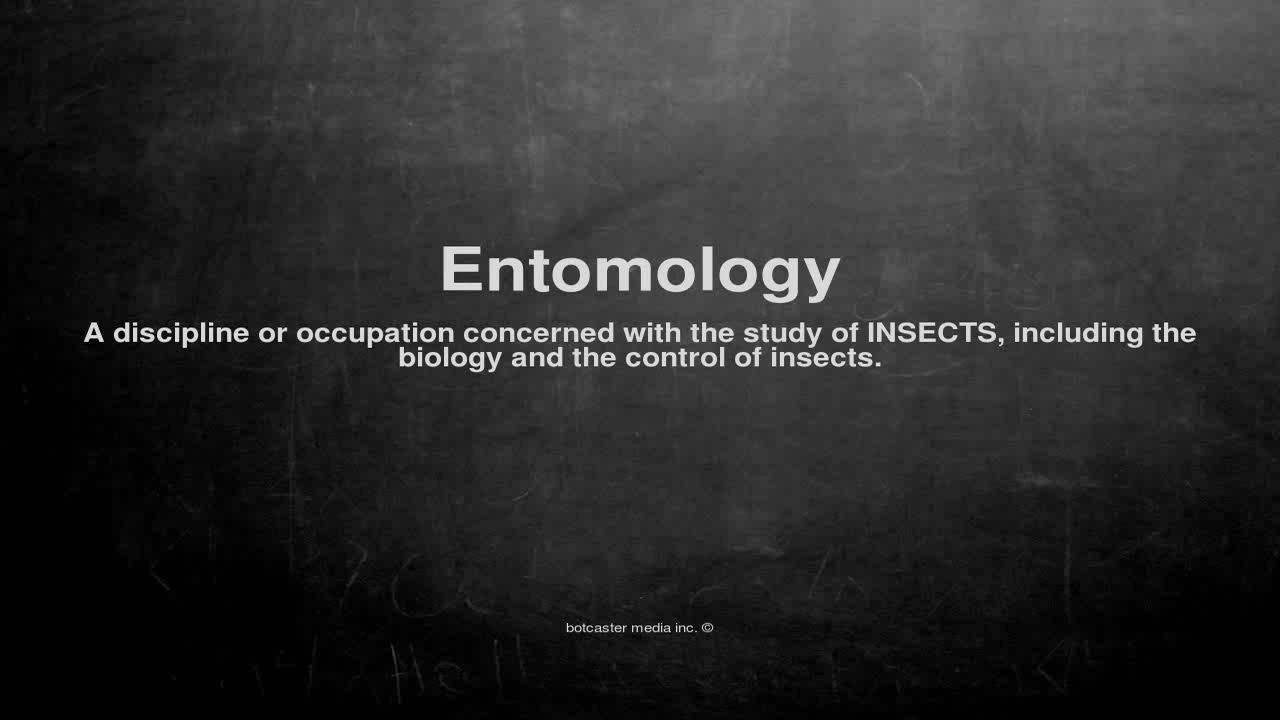 Entomology
A discipline or occupation concerned with the study of INSECTS, including the
biology and the control of insects.
botcaster media inc. ©